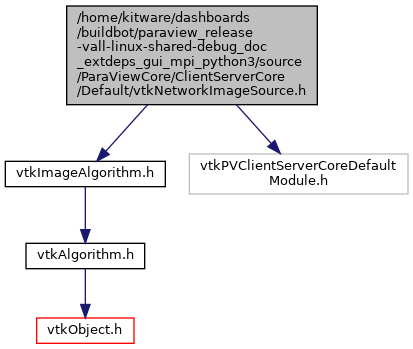 /home/kitware/dashboards
/buildbot/paraview_release
-vall-linux-shared-debug_doc
_extdeps_gui_mpi_python3/source
/ParaViewCore/ClientServerCore
/Default/vtkNetworkImageSource.h
vtkImageAlgorithm.h
vtkPVClientServerCoreDefault
Module.h
vtkAlgorithm.h
vtkObject.h